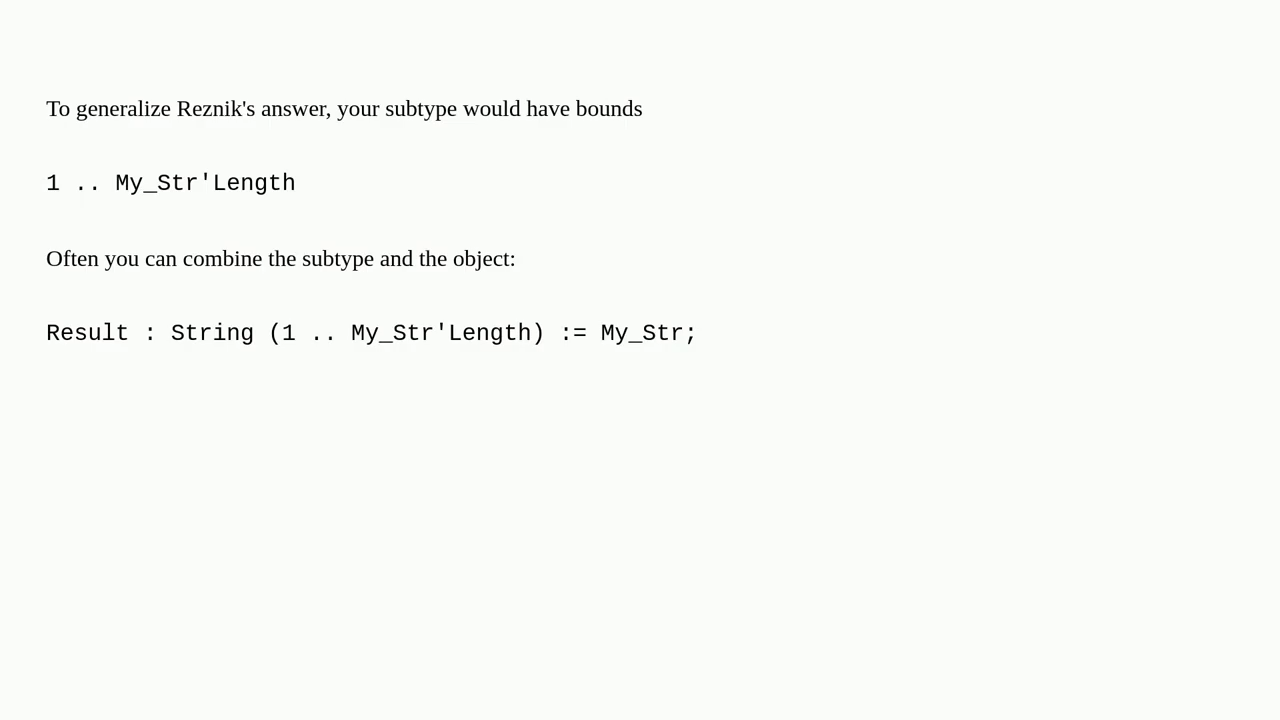 To generalize Reznik's answer, your subtype would have bounds
1 .. My_Str'Length
Often you can combine the subtype and the object:
Result : String (1 .. My_Str'Length) := My_Str;